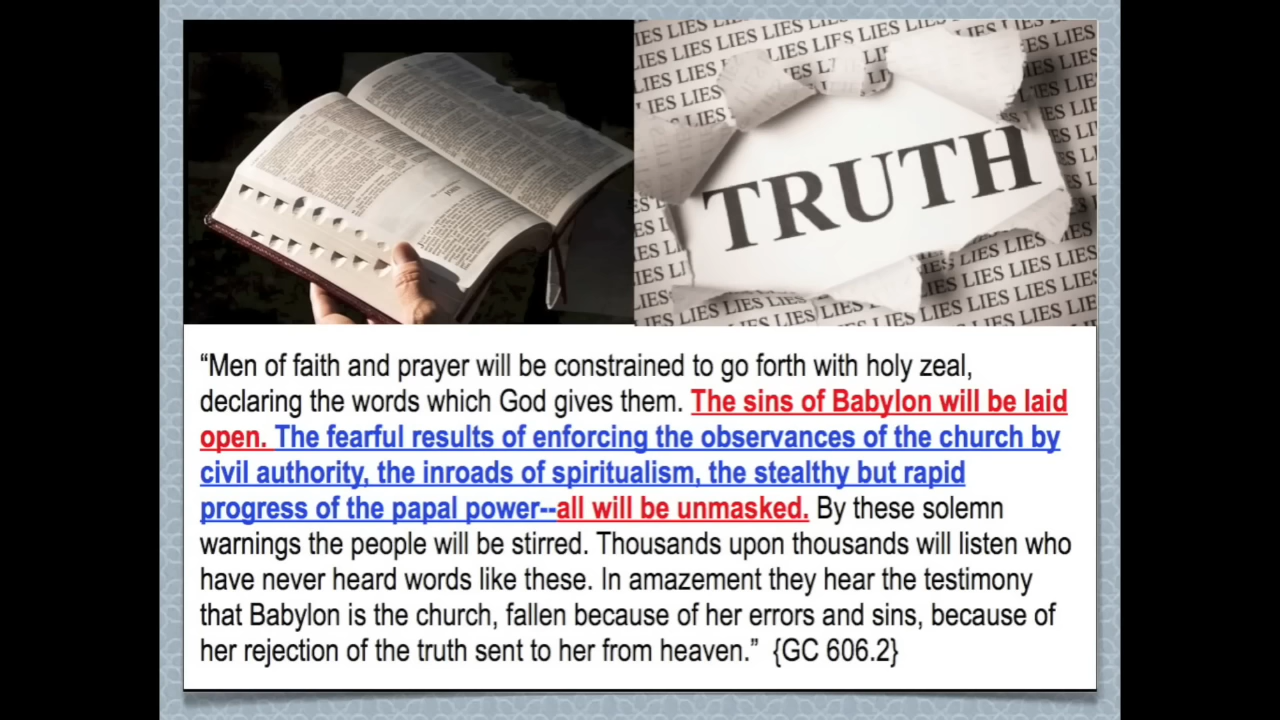 TRUTH
“Men of faith and prayer will be constrained to go forth with holy zeal,
declaring the words which God gives them. The sins of Babylon will be laid
open. The fearful results of enforcing the observances of the church by
civil authority, the inroads of spiritualism, the stealthy but rapid
progress of the papal power--all will be unmasked. By these solemn
warnings the people will be stirred. Thousands upon thousands will listen who
have never heard words like these. In amazement they hear the testimony
that Babylon is the church, fallen because of her errors and sins, because of
her rejection of the truth sent to her from heaven.” {GC 606.2}